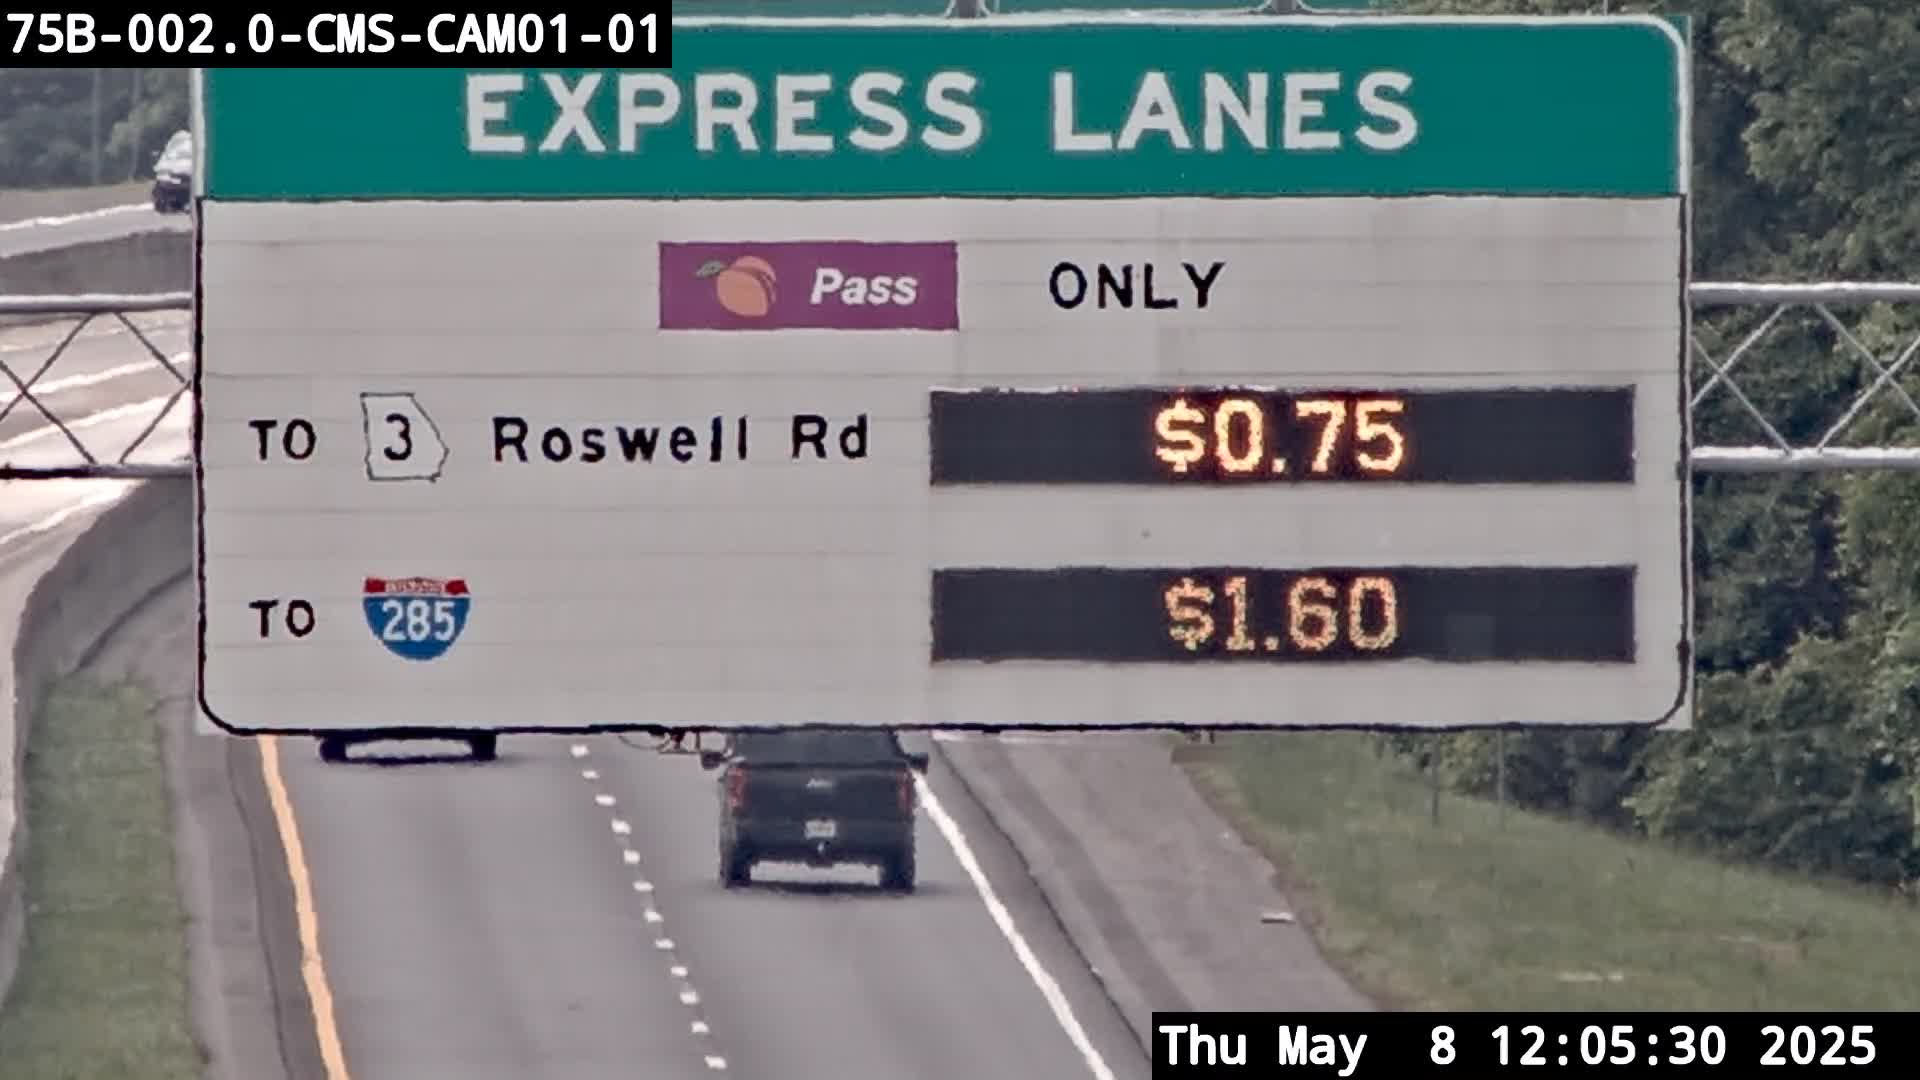 75B-002.0-CMS-CAM01-01
EXPRESS LANES
Pass ONLY
TO 3 Roswell Rd $0.75
TO 285 $1.60
Thu May 8 12:05:30 2025